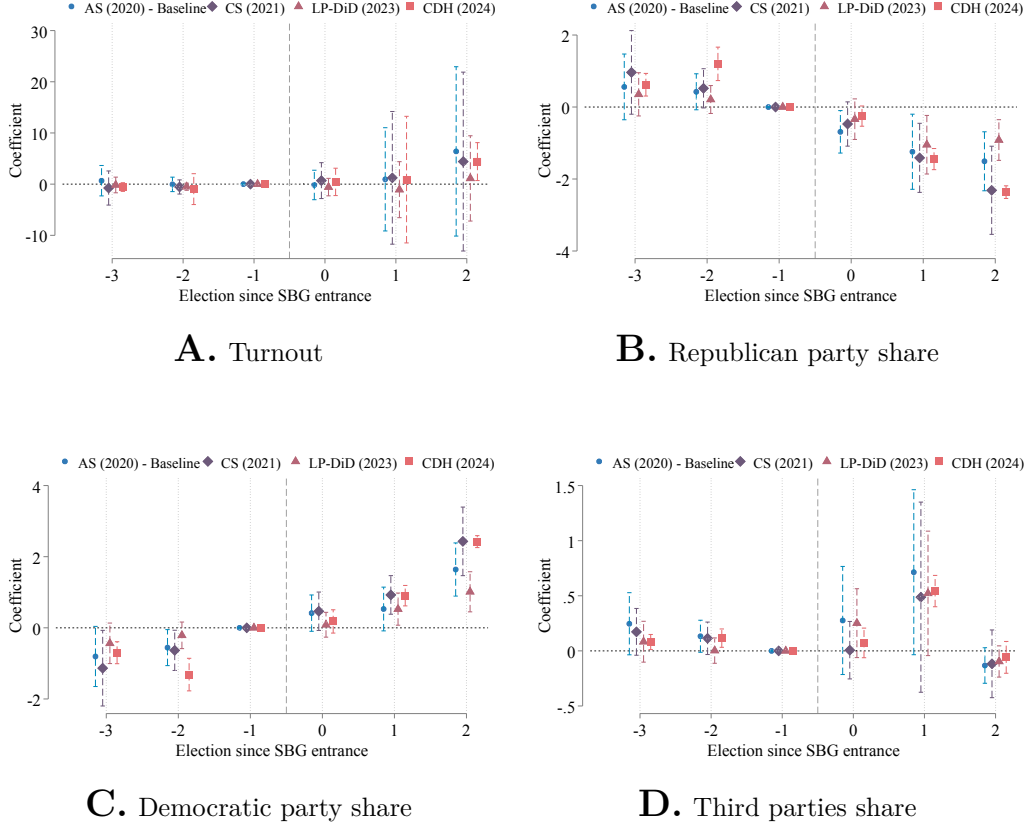 AS (2020) - Baseline CS (2021) LP-DiD (2023) CDH (2024)
30
20
10
0
-10
Coefficient
-3 -2 -1 0 1 2
Election since SBG entrance
A. Turnout
AS (2020) - Baseline CS (2021) LP-DiD (2023) CDH (2024)
2
0
-2
-4
Coefficient
-3 -2 -1 0 1 2
Election since SBG entrance
B. Republican party share
AS (2020) - Baseline CS (2021) LP-DiD (2023) CDH (2024)
4
2
0
-2
Coefficient
-3 -2 -1 0 1 2
Election since SBG entrance
C. Democratic party share
AS (2020) - Baseline CS (2021) LP-DiD (2023) CDH (2024)
1.5
1
.5
0
-.5
Coefficient
-3 -2 -1 0 1 2
Election since SBG entrance
D. Third parties share